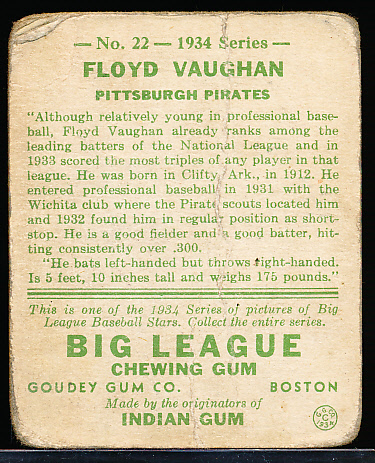 — No. 22 — 1934 Series —
FLOYD VAUGHAN
PITTSBURGH PIRATES
"Although relatively young in professional base-
ball, Floyd Vaughan already ranks among the
leading batters of the National League and in
1933 scored the most triples of any player in that
league. He was born in Clifty, Ark., in 1912. He
entered professional baseball in 1931 with the
Wichita club where the Pirate scouts located him
and 1932 found him in regular position as short-
stop. He is a good fielder and a good batter, hit-
ting consistently over .300.
"He bats left-handed but throws right-handed.
Is 5 feet, 10 inches tall and weighs 175 pounds."
This is one of the 1934 Series of pictures of Big
League Baseball Stars. Collect the entire series.
BIG LEAGUE
CHEWING GUM
GOUDEY GUM CO. BOSTON
Made by the originators of
INDIAN GUM
G.G.CO.
C
1934